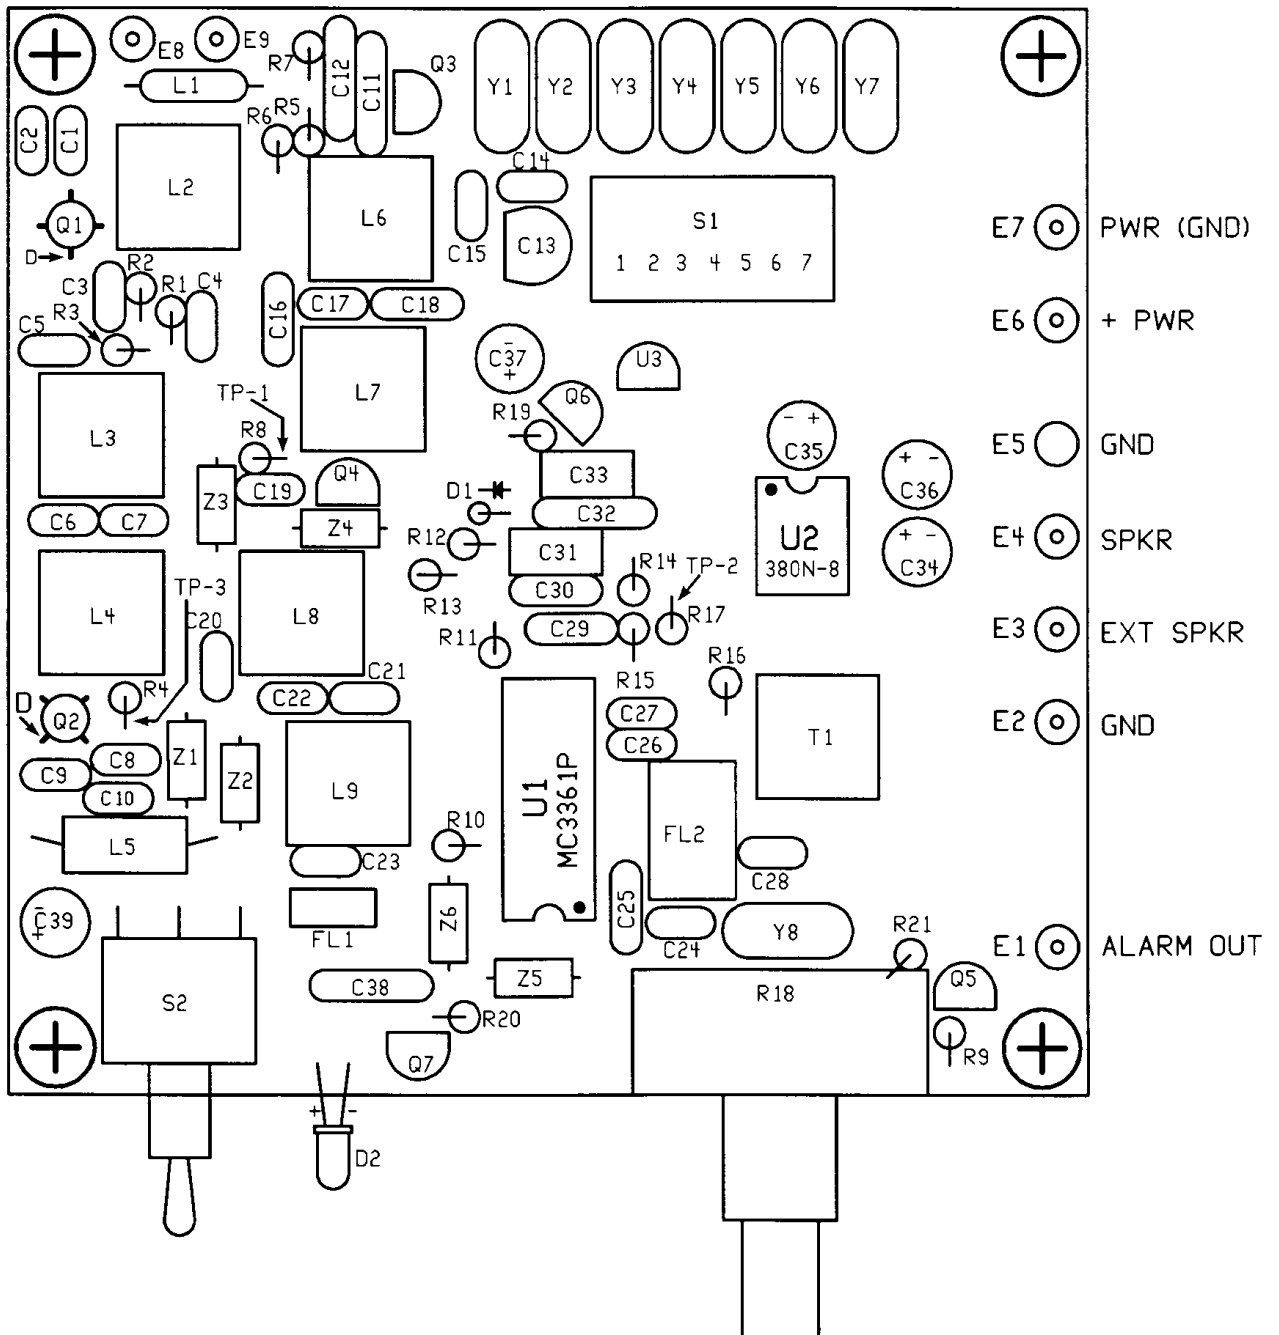 E8
E9
R7
C12
C11
Q3
Y1 Y2 Y3 Y4 Y5 Y6 Y7
L1
C2
C1
R6
R5
L2
L6
C14
C15
C13
S1
1 2 3 4 5 6 7
Q1
D
E7 PWR (GND)
R2
C3
R1
C4
R3
C5
C16
C17
C18
E6 + PWR
- C37 +
U3
L7
TP-1
Q6
R19
L3
R8
- + C35
E5 GND
Z3
C19
Q4
C33
+ - C36
D1
C32
C6
C7
Z4
R12
C31
U2
380N-8
+ - C34
E4 SPKR
TP-3
R13
C30
R14
TP-2
L4
C20
L8
R11
C29
R17
E3 EXT SPKR
R15
R16
R4
C22
C21
C27
D
Q2
C26
T1
E2 GND
C9
C8
C10
Z1
Z2
L9
U1
MC3361P
R10
FL2
L5
C23
C28
C25
- C39 +
FL1
Z6
C24
Y8
R21
E1 ALARM OUT
S2
C38
Z5
R18
Q5
R20
Q7
R9
+ -
D2